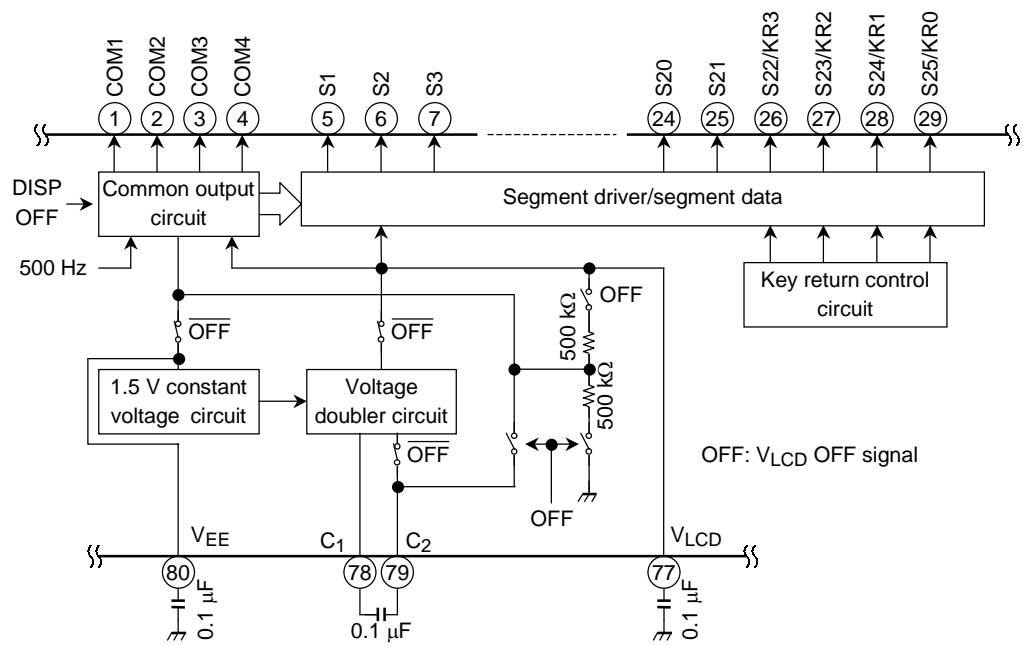 COM1
COM2
COM3
COM4
S1
S2
S3
S20
S21
S22/KR3
S23/KR2
S24/KR1
S25/KR0
1
2
3
4
5
6
7
24
25
26
27
28
29
DISP
OFF
Common output
circuit
Segment driver/segment data
500 Hz
Key return control
circuit
OFF
OFF
OFF
500 kΩ
500 kΩ
1.5 V constant
voltage circuit
Voltage
doubler circuit
OFF
OFF
OFF: VLCD OFF signal
VEE
C1
C2
VLCD
80
78
79
77
0.1 μF
0.1 μF
0.1 μF